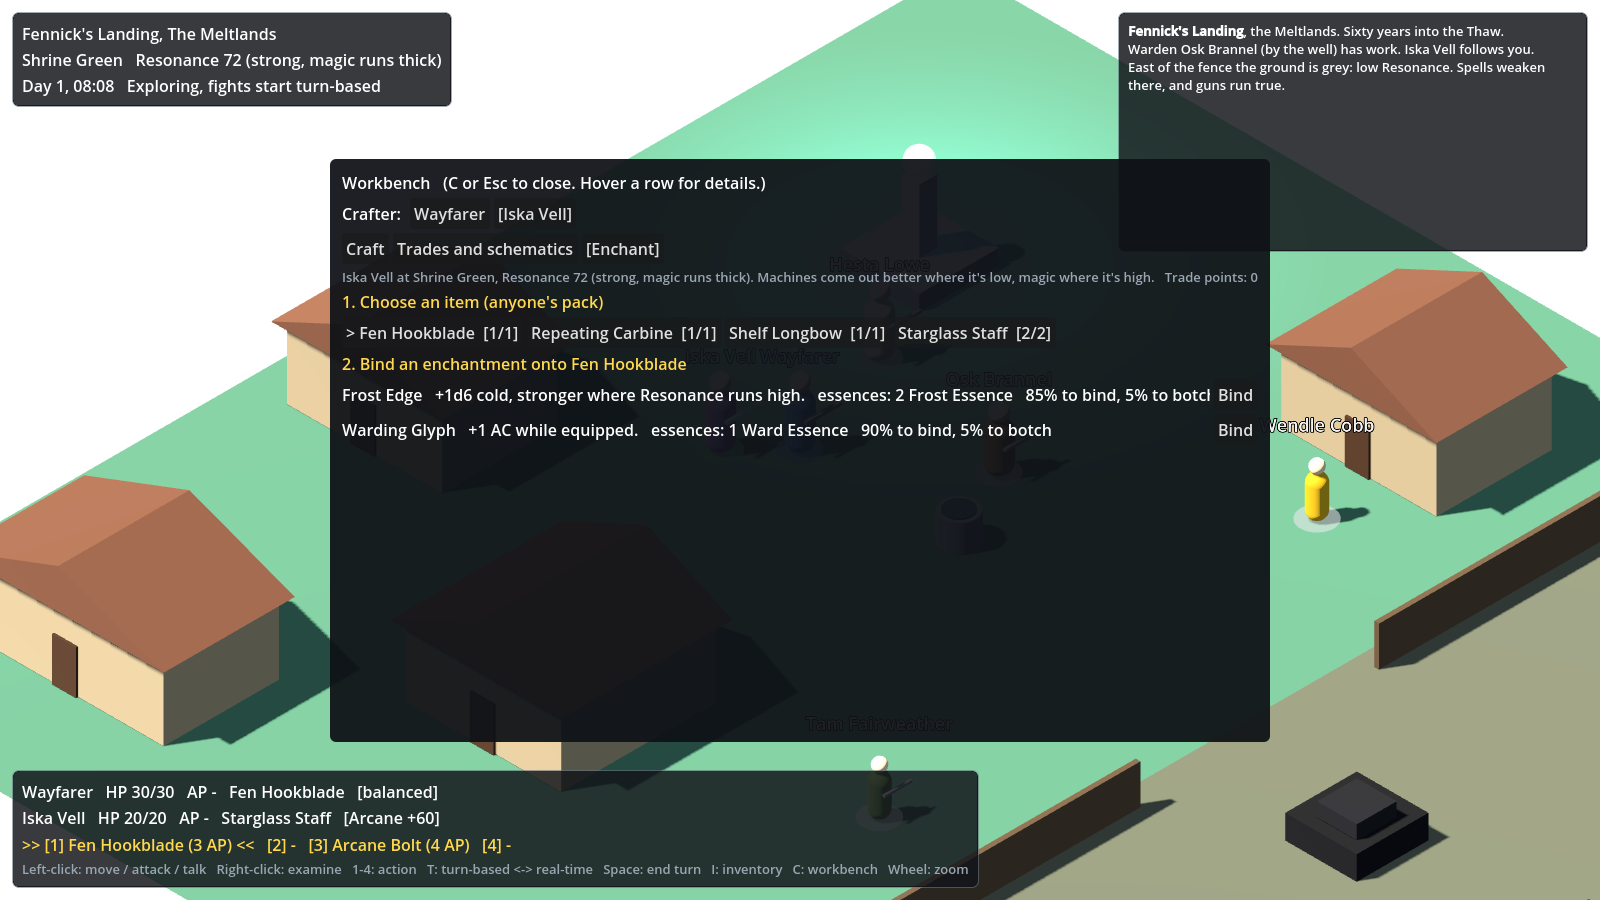 Fennick's Landing, The Meltlands
Shrine Green   Resonance 72 (strong, magic runs thick)
Day 1, 08:08   Exploring, fights start turn-based
Fennick's Landing, the Meltlands. Sixty years into the Thaw.
Warden Osk Brannel (by the well) has work. Iska Vell follows you.
East of the fence the ground is grey: low Resonance. Spells weaken
there, and guns run true.
Workbench   (C or Esc to close. Hover a row for details.)
Crafter:   Wayfarer   [Iska Vell]
Craft   Trades and schematics   [Enchant]
Hesta Lowe
Iska Vell at Shrine Green, Resonance 72 (strong, magic runs thick). Machines come out better where it's low, magic where it's high.   Trade points: 0
1. Choose an item (anyone's pack)
> Fen Hookblade  [1/1]   Repeating Carbine  [1/1]   Shelf Longbow  [1/1]   Starglass Staff  [2/2]
Iska Vell Wayfarer
2. Bind an enchantment onto Fen Hookblade
Osk Brannel
Frost Edge   +1d6 cold, stronger where Resonance runs high.   essences: 2 Frost Essence   85% to bind, 5% to botch   Bind
Warding Glyph   +1 AC while equipped.   essences: 1 Ward Essence   90% to bind, 5% to botch   Bind
Wendle Cobb
Tam Fairweather
Wayfarer   HP 30/30   AP -   Fen Hookblade   [balanced]
Iska Vell   HP 20/20   AP -   Starglass Staff   [Arcane +60]
>> [1] Fen Hookblade (3 AP) <<   [2] -   [3] Arcane Bolt (4 AP)   [4] -
Left-click: move / attack / talk   Right-click: examine   1-4: action   T: turn-based <-> real-time   Space: end turn   I: inventory   C: workbench   Wheel: zoom